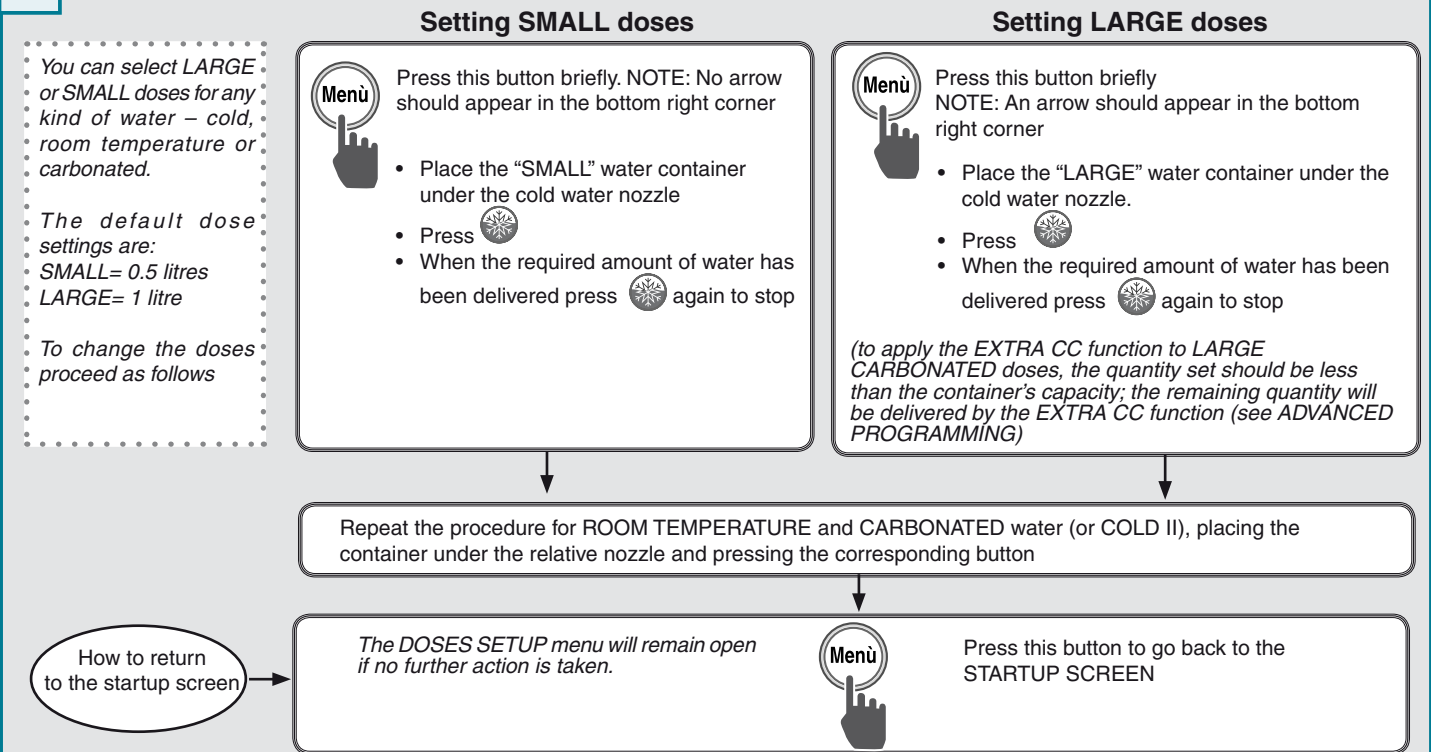 Setting SMALL doses
Setting LARGE doses
You can select LARGE
or SMALL doses for any
kind of water – cold,
room temperature or
carbonated.
The default dose
settings are:
SMALL= 0.5 litres
LARGE= 1 litre
To change the doses
proceed as follows
Menù
Press this button briefly. NOTE: No arrow
should appear in the bottom right corner
• Place the “SMALL” water container
under the cold water nozzle
• Press
• When the required amount of water has
been delivered press again to stop
Menù
Press this button briefly
NOTE: An arrow should appear in the bottom
right corner
• Place the “LARGE” water container under the
cold water nozzle.
• Press
• When the required amount of water has been
delivered press again to stop
(to apply the EXTRA CC function to LARGE
CARBONATED doses, the quantity set should be less
than the container’s capacity; the remaining quantity will
be delivered by the EXTRA CC function (see ADVANCED
PROGRAMMING)
Repeat the procedure for ROOM TEMPERATURE and CARBONATED water (or COLD II), placing the
container under the relative nozzle and pressing the corresponding button
How to return
to the startup screen
The DOSES SETUP menu will remain open
if no further action is taken.
Menù
Press this button to go back to the
STARTUP SCREEN